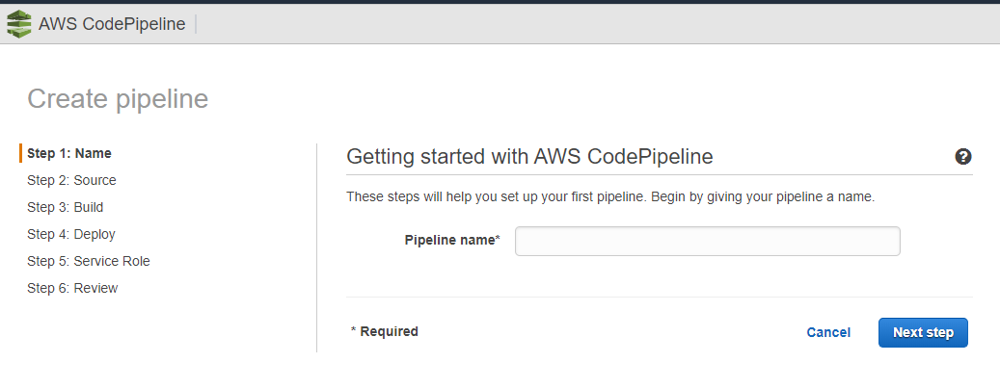 AWS CodePipeline
Create pipeline
Step 1: Name
Step 2: Source
Step 3: Build
Step 4: Deploy
Step 5: Service Role
Step 6: Review
Getting started with AWS CodePipeline
?
These steps will help you set up your first pipeline. Begin by giving your pipeline a name.
Pipeline name*
* Required
Cancel
Next step